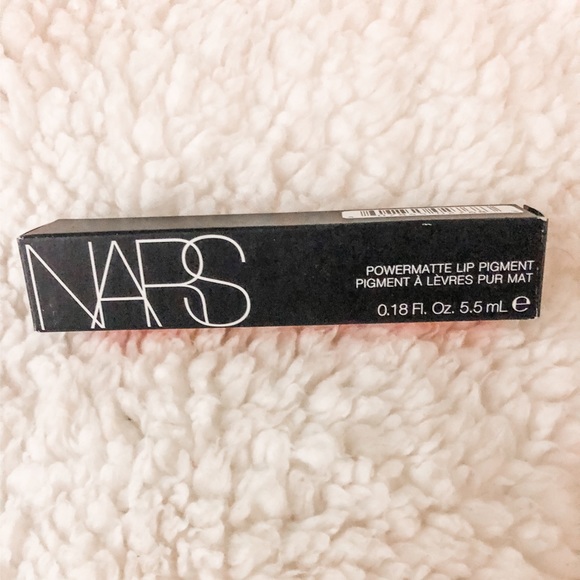 NARS
POWERMATTE LIP PIGMENT
PIGMENT À LÈVRES PUR MAT
0.18 Fl. Oz. 5.5 mL ℮